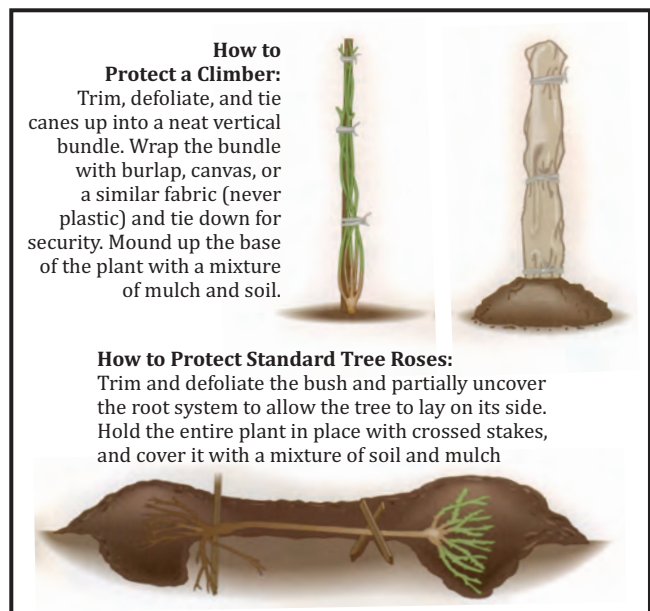 How to
Protect a Climber:
Trim, defoliate, and tie
canes up into a neat vertical
bundle. Wrap the bundle
with burlap, canvas, or
a similar fabric (never
plastic) and tie down for
security. Mound up the base
of the plant with a mixture
of mulch and soil.
How to Protect Standard Tree Roses:
Trim and defoliate the bush and partially uncover
the root system to allow the tree to lay on its side.
Hold the entire plant in place with crossed stakes,
and cover it with a mixture of soil and mulch